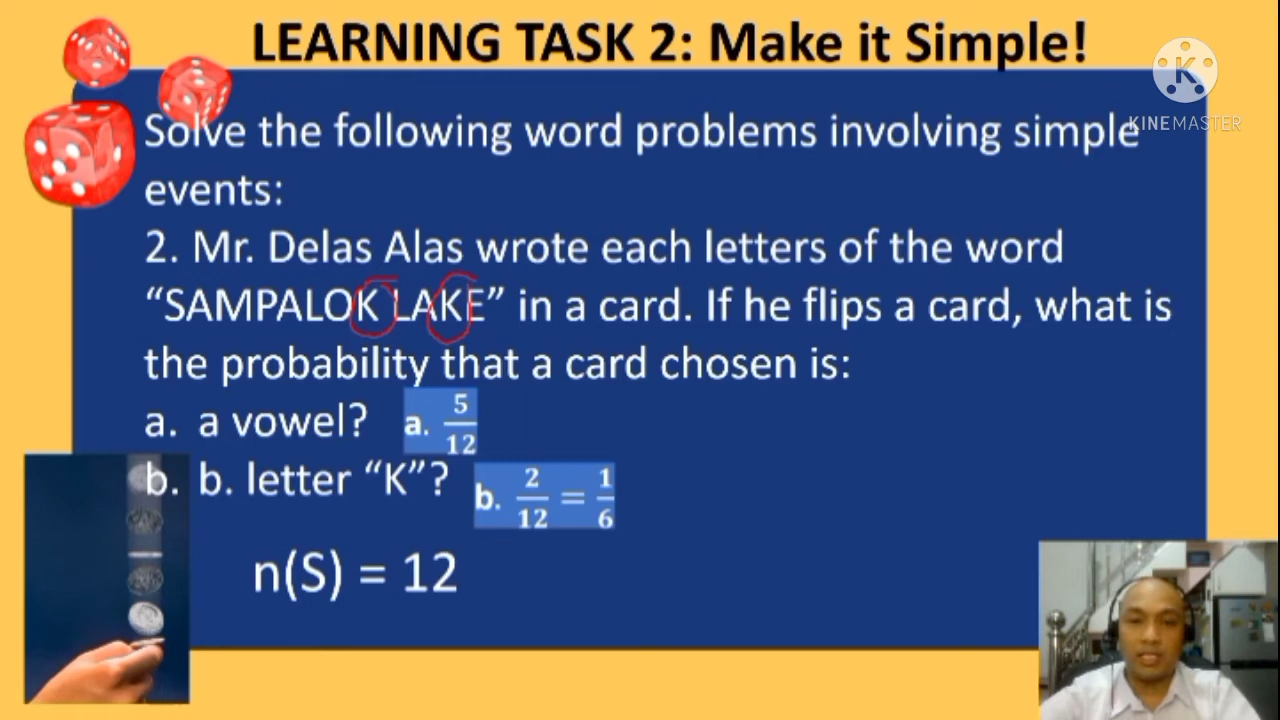 LEARNING TASK 2: Make it Simple!
K
KINEMASTER
Solve the following word problems involving simple
events:
2. Mr. Delas Alas wrote each letters of the word
“SAMPALOK LAKE” in a card. If he flips a card, what is
the probability that a card chosen is:
a. a vowel? a. 5/12
b. b. letter “K”? b. 2/12 = 1/6
n(S) = 12